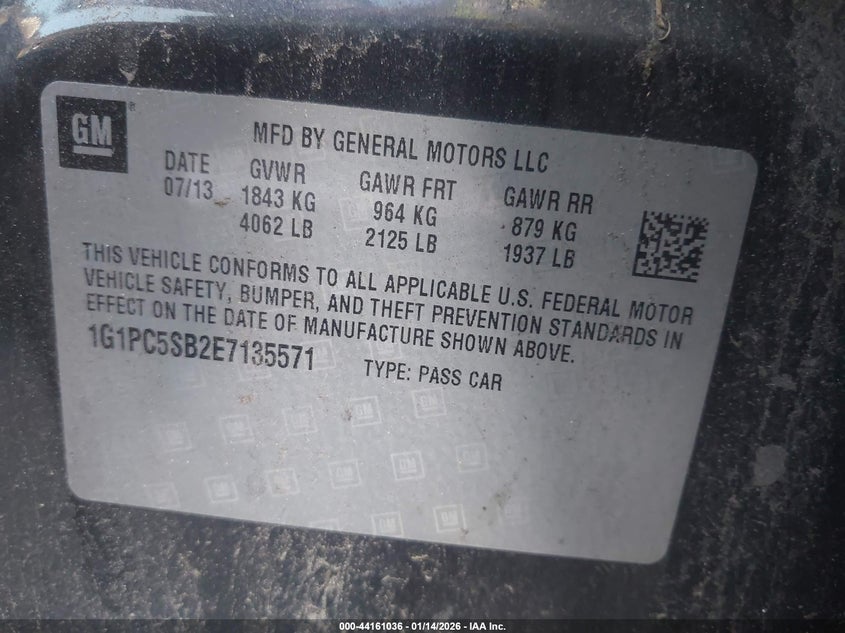 GM ®
MFD BY GENERAL MOTORS LLC
DATE GVWR GAWR FRT GAWR RR
07/13 1843 KG 964 KG 879 KG
4062 LB 2125 LB 1937 LB
THIS VEHICLE CONFORMS TO ALL APPLICABLE U.S. FEDERAL MOTOR
VEHICLE SAFETY, BUMPER, AND THEFT PREVENTION STANDARDS IN
EFFECT ON THE DATE OF MANUFACTURE SHOWN ABOVE.
1G1PC5SB2E7135571 TYPE: PASS CAR
000-44161036 - 01/14/2026 - IAA Inc.